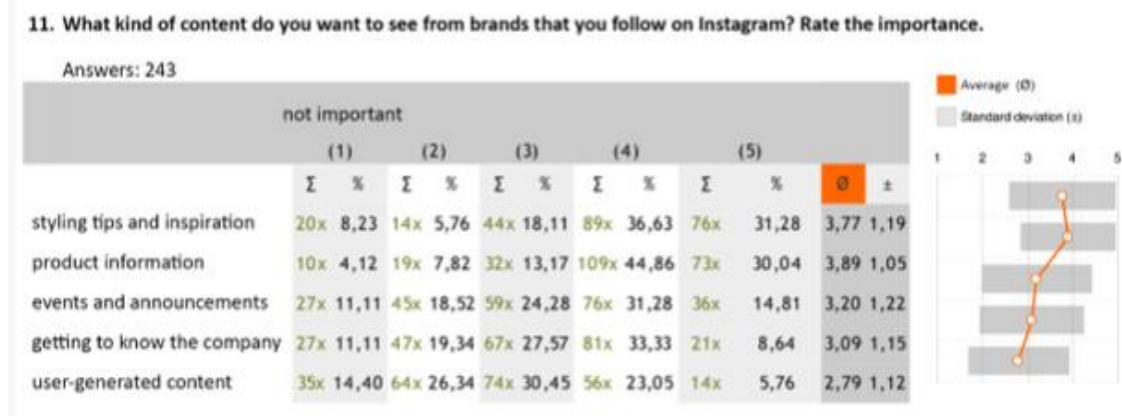 11. What kind of content do you want to see from brands that you follow on Instagram? Rate the importance.
Answers: 243
Average (Ø)
Standard deviation (±)
not important
(1) (2) (3) (4) (5)
1 2 3 4 5
Σ % Σ % Σ % Σ % Σ % Ø ±
styling tips and inspiration 20x 8,23 14x 5,76 44x 18,11 89x 36,63 76x 31,28 3,77 1,19
product information 10x 4,12 19x 7,82 32x 13,17 109x 44,86 73x 30,04 3,89 1,05
events and announcements 27x 11,11 45x 18,52 59x 24,28 76x 31,28 36x 14,81 3,20 1,22
getting to know the company 27x 11,11 47x 19,34 67x 27,57 81x 33,33 21x 8,64 3,09 1,15
user-generated content 35x 14,40 64x 26,34 74x 30,45 56x 23,05 14x 5,76 2,79 1,12